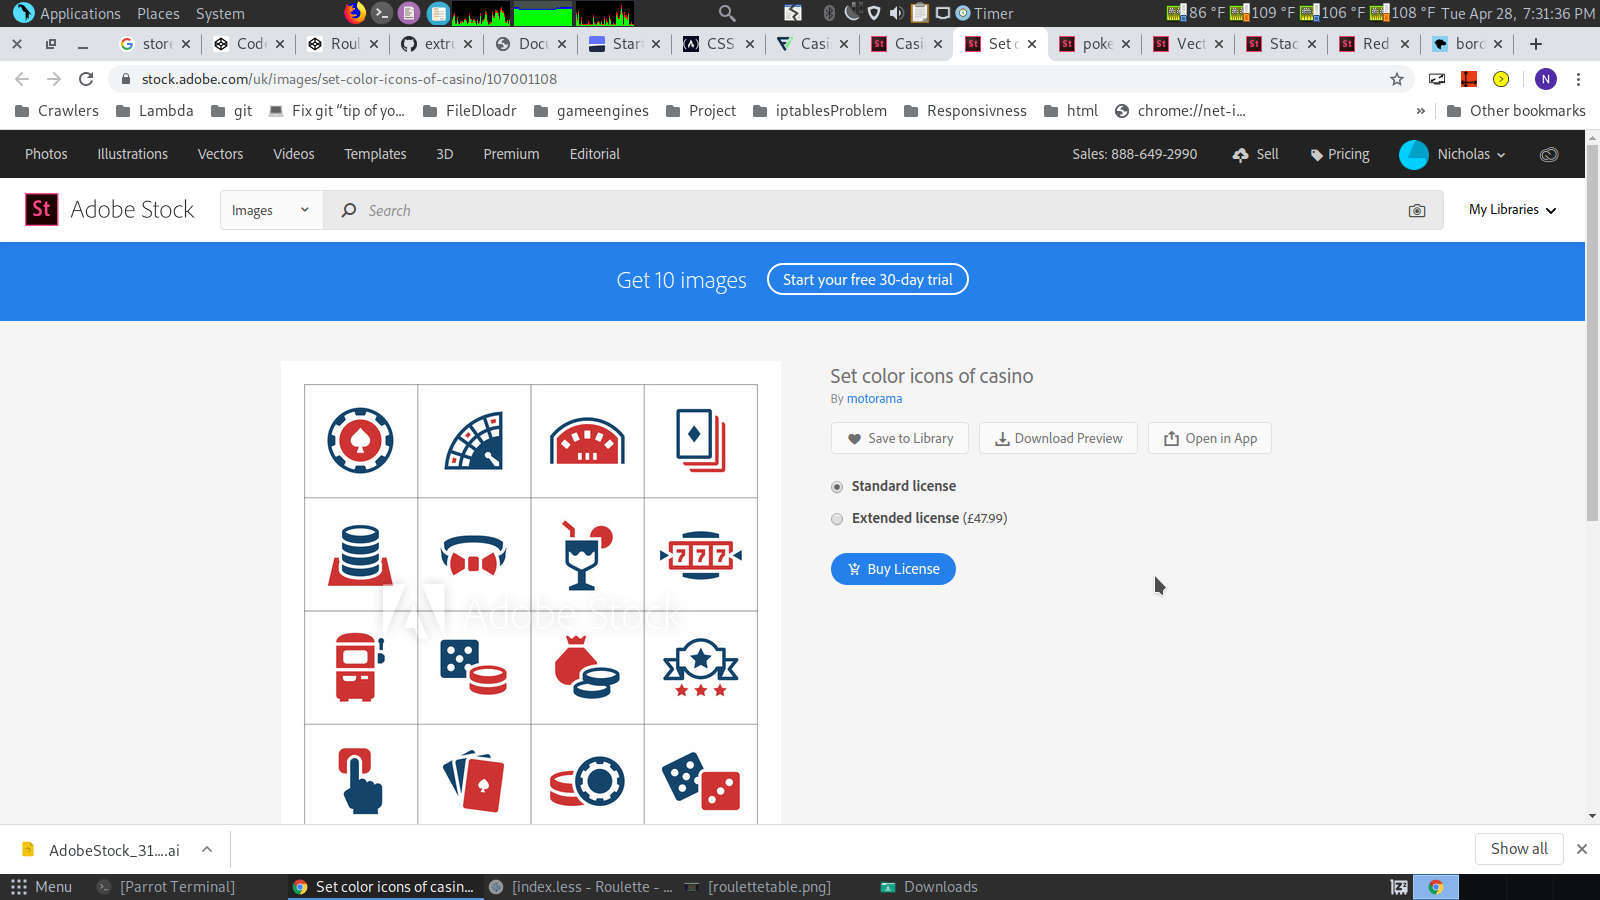 Applications Places System Timer 86 °F 109 °F 106 °F 108 °F Tue Apr 28, 7:31:36 PM
store Code Roul extru Docu Start CSS Casi Casi Set c poke Vect Stac Red bord
stock.adobe.com/uk/images/set-color-icons-of-casino/107001108 N
Crawlers Lambda git Fix git “tip of yo... FileDloadr gameengines Project iptablesProblem Responsivness html chrome://net-i... » Other bookmarks
Photos Illustrations Vectors Videos Templates 3D Premium Editorial Sales: 888-649-2990 Sell Pricing Nicholas
St Adobe Stock Images Search My Libraries
Get 10 images Start your free 30-day trial
Set color icons of casino
By motorama
Save to Library Download Preview Open in App
Standard license
Extended license (£47.99)
Buy License
777
Adobe Stock
AdobeStock_31....ai Show all
Menu [Parrot Terminal] Set color icons of casin... [index.less - Roulette - ... [roulettetable.png] Downloads